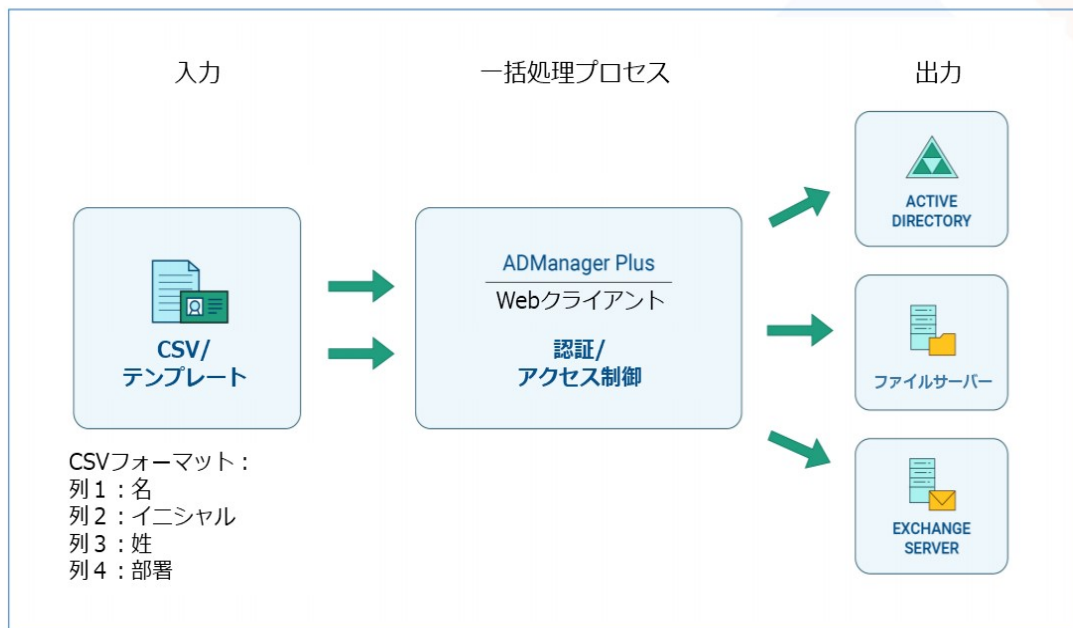 入力
一括処理プロセス
出力
CSV/
テンプレート
CSVフォーマット：
列１：名
列２：イニシャル
列３：姓
列４：部署
ADManager Plus
Webクライアント
認証/
アクセス制御
ACTIVE
DIRECTORY
ファイルサーバー
EXCHANGE
SERVER